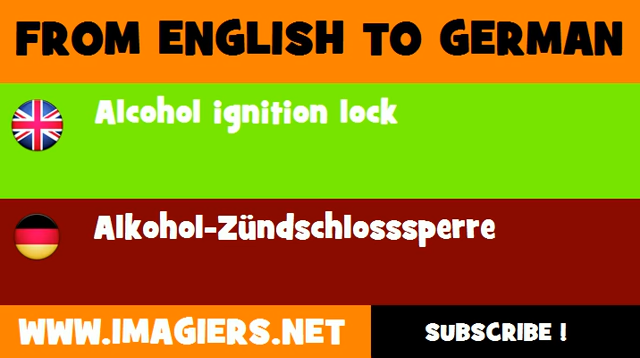 FROM ENGLISH TO GERMAN
Alcohol ignition lock
Alkohol-Zündschlosssperre
WWW.IMAGIERS.NET
SUBSCRIBE !